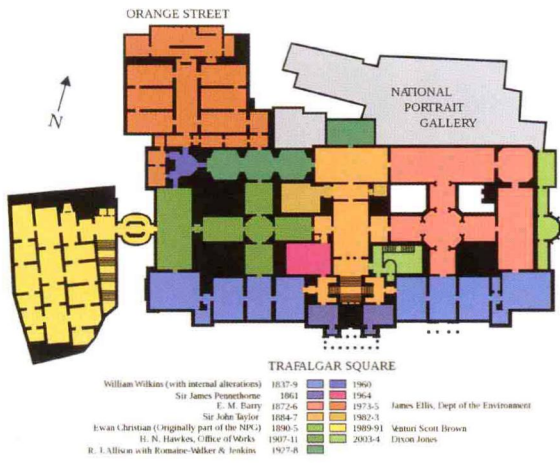 ORANGE STREET
N
NATIONAL
PORTRAIT
GALLERY
TRAFALGAR SQUARE
William Wilkins (with internal alterations) 1837-9 1960
Sir James Pennethorne 1861 1964
E. M. Barry 1872-6 1973-5 James Ellis, Dept of the Environment
Sir John Taylor 1884-7 1982-3
Ewan Christian (Originally part of the NPG) 1890-5 1989-91 Venturi Scott Brown
H. N. Hawkes, Office of Works 1907-11 2003-4 Dixon Jones
R. J. Allison with Romaine-Walker & Jenkins 1927-8